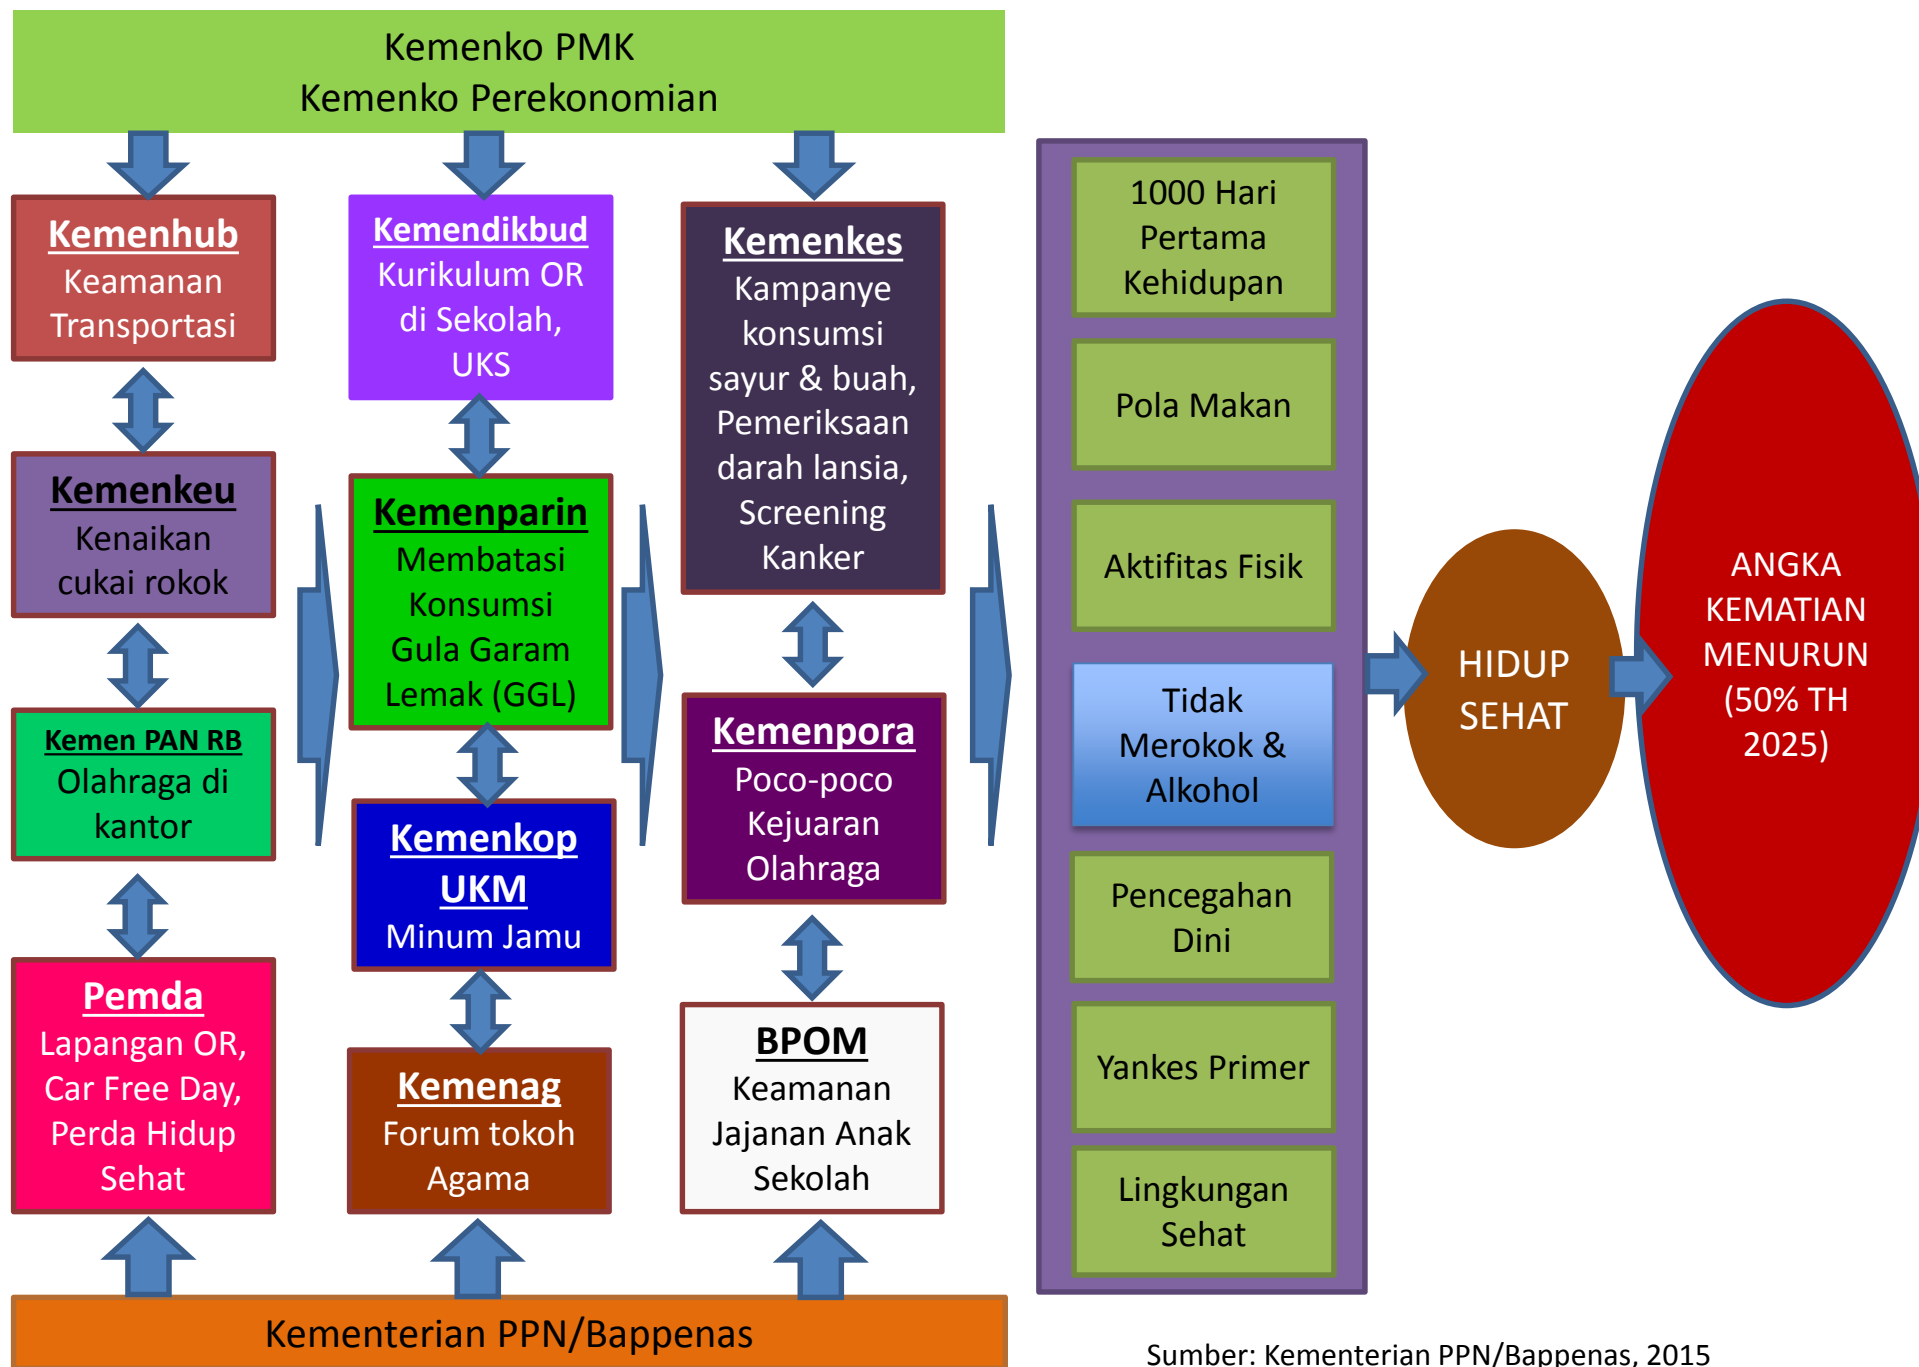 Kemenko PMK
Kemenko Perekonomian
Kemenhub
Keamanan
Transportasi
Kemenkeu
Kenaikan
cukai rokok
Kemen PAN RB
Olahraga di
kantor
Pemda
Lapangan OR,
Car Free Day,
Perda Hidup
Sehat
Kemendikbud
Kurikulum OR
di Sekolah,
UKS
Kemenparin
Membatasi
Konsumsi
Gula Garam
Lemak (GGL)
Kemenkop
UKM
Minum Jamu
Kemenag
Forum tokoh
Agama
Kemenkes
Kampanye
konsumsi
sayur & buah,
Pemeriksaan
darah lansia,
Screening
Kanker
Kemenpora
Poco-poco
Kejuaran
Olahraga
BPOM
Keamanan
Jajanan Anak
Sekolah
1000 Hari
Pertama
Kehidupan
Pola Makan
Aktifitas Fisik
Tidak
Merokok &
Alkohol
Pencegahan
Dini
Yankes Primer
Lingkungan
Sehat
HIDUP
SEHAT
ANGKA
KEMATIAN
MENURUN
(50% TH
2025)
Kementerian PPN/Bappenas
Sumber: Kementerian PPN/Bappenas, 2015